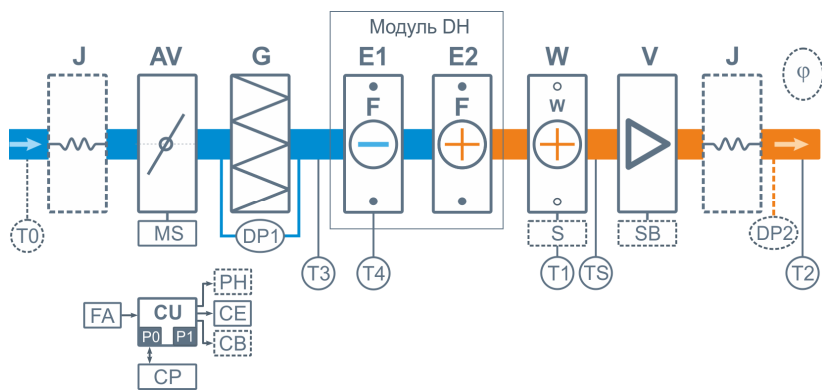 Модуль DH
J
AV
G
E1
E2
W
V
J
φ
F
F
w
T0
MS
DP1
T3
T4
S
T1
TS
SB
DP2
T2
FA
CU
P0
P1
PH
CE
CB
CP